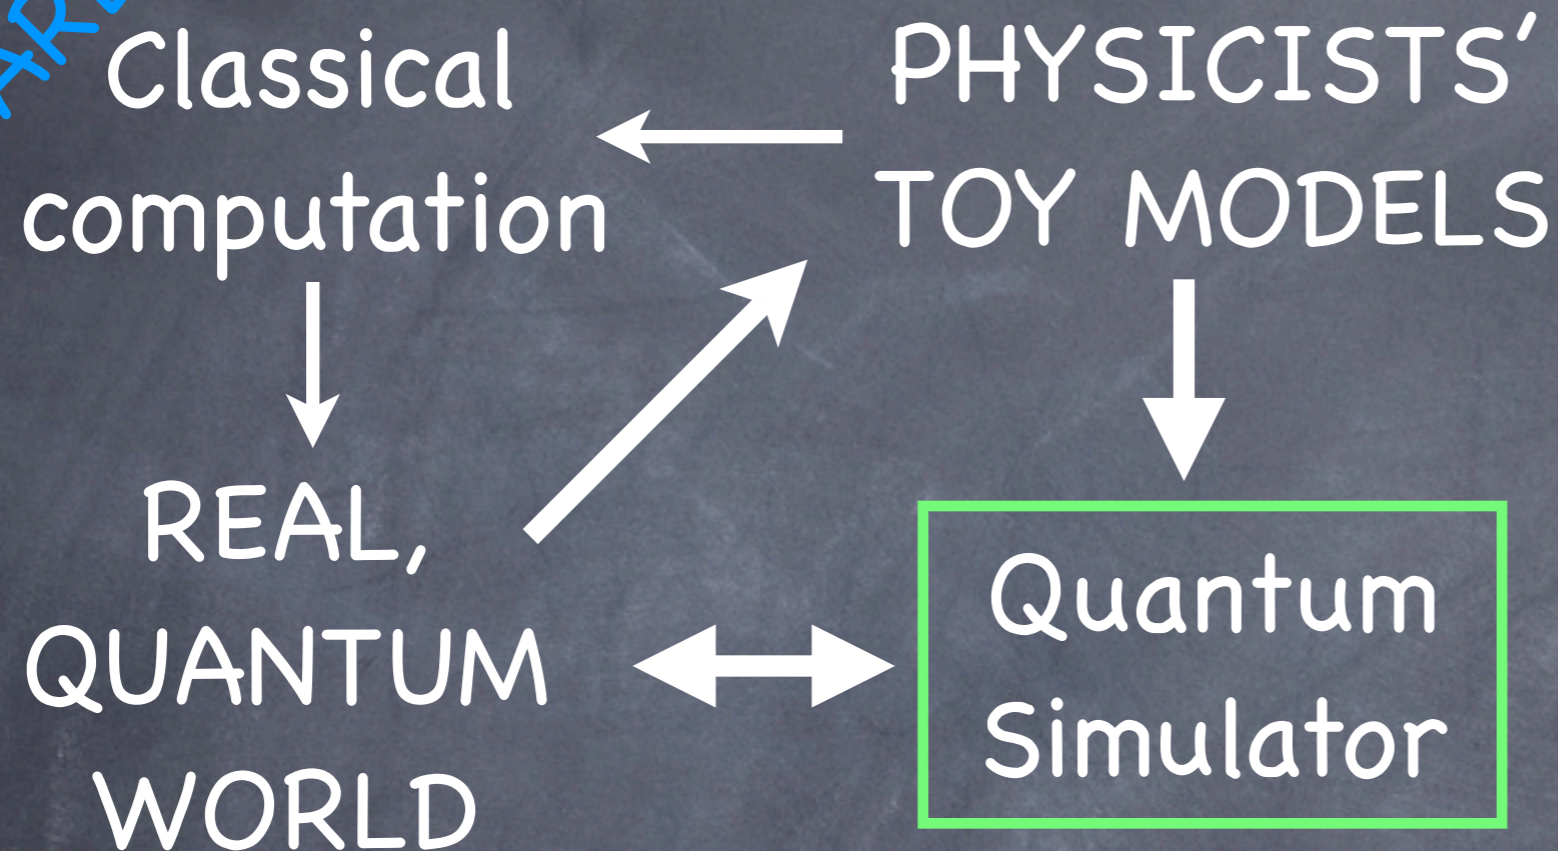 Classical
computation
PHYSICISTS'
TOY MODELS
REAL,
QUANTUM
WORLD
Quantum
Simulator